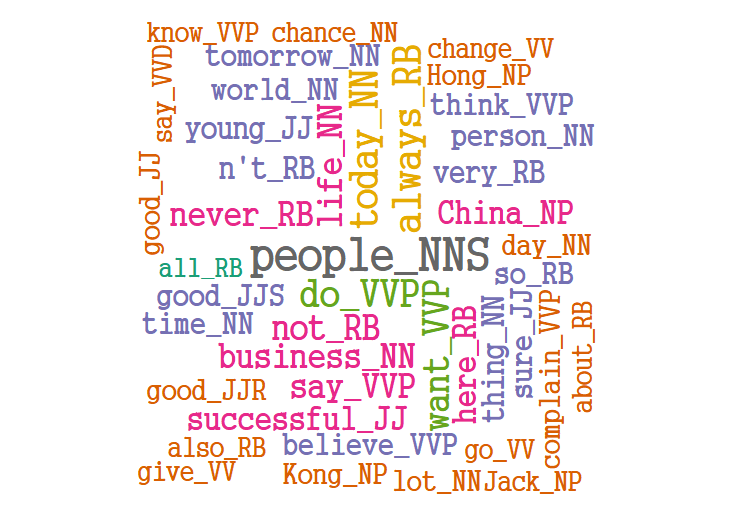 know_VVP chance_NN
tomorrow_NN
change_VV
say_VVD
world_NN
Hong_NP
young_JJ
life_NN
today_NN
always_RB
think_VVP
person_NN
n't_RB
very_RB
good_JJ
never_RB
China_NP
people_NNS
day_NN
all_RB
so_RB
good_JJS
do_VVP
time_NN
not_RB
want_VVP
here_RB
thing_NN
sure_JJ
complain_VVP
about_RB
business_NN
good_JJR
say_VVP
successful_JJ
also_RB
believe_VVP
go_VV
give_VV
Kong_NP
lot_NN
Jack_NP